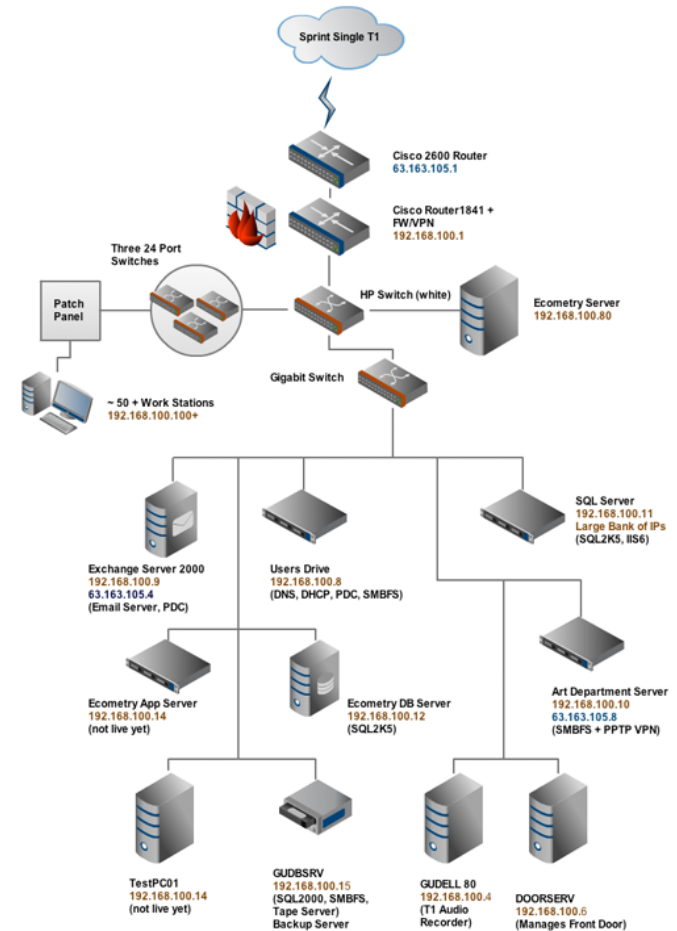 Sprint Single T1
Cisco 2600 Router
63.163.105.1
Cisco Router1841 +
FW/VPN
192.168.100.1
Three 24 Port
Switches
Patch
Panel
HP Switch (white)
Ecometry Server
192.168.100.80
Gigabit Switch
~ 50 + Work Stations
192.168.100.100+
Exchange Server 2000
192.168.100.9
63.163.105.4
(Email Server, PDC)
Users Drive
192.168.100.8
(DNS, DHCP, PDC, SMBFS)
SQL Server
192.168.100.11
Large Bank of IPs
(SQL2K5, IIS6)
Ecometry App Server
192.168.100.14
(not live yet)
Ecometry DB Server
192.168.100.12
(SQL2K5)
Art Department Server
192.168.100.10
63.163.105.8
(SMBFS + PPTP VPN)
TestPC01
192.168.100.14
(not live yet)
GUDBSRV
192.168.100.15
(SQL2000, SMBFS,
Tape Server)
Backup Server
GUDELL 80
192.168.100.4
(T1 Audio
Recorder)
DOORSERV
192.168.100.6
(Manages Front Door)